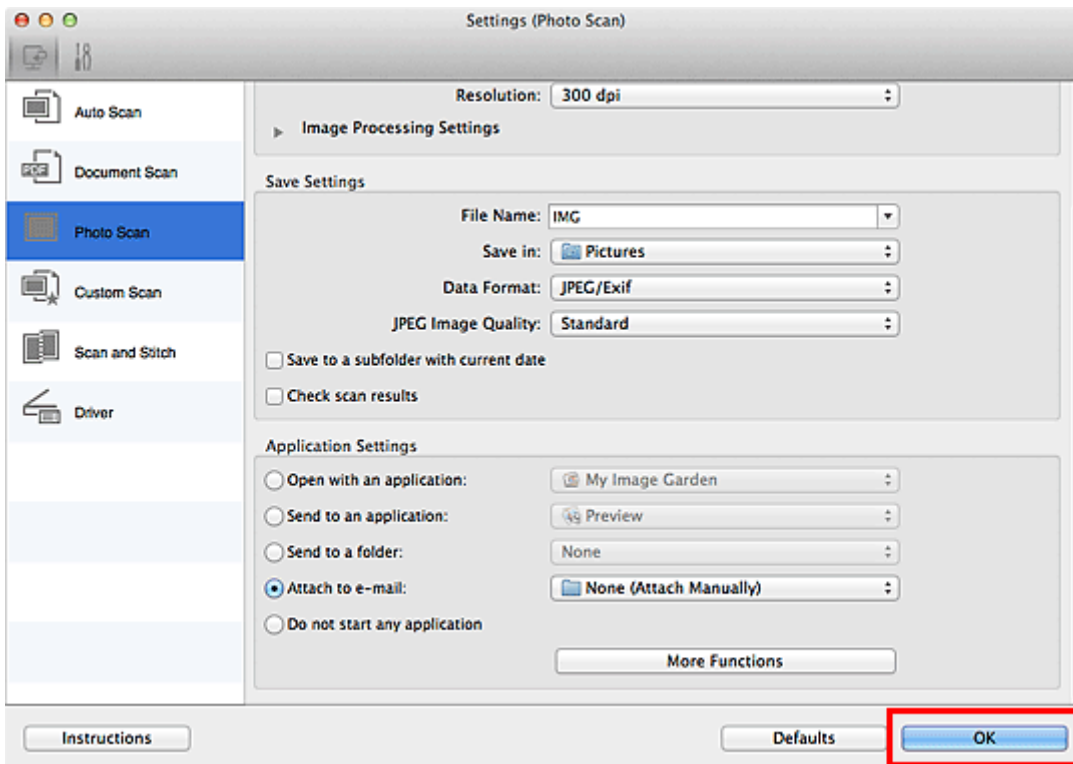 Settings (Photo Scan)
Auto Scan
Document Scan
Photo Scan
Custom Scan
Scan and Stitch
Driver
Resolution: 300 dpi
Image Processing Settings
Save Settings
File Name: IMG
Save in: Pictures
Data Format: JPEG/Exif
JPEG Image Quality: Standard
Save to a subfolder with current date
Check scan results
Application Settings
Open with an application: My Image Garden
Send to an application: Preview
Send to a folder: None
Attach to e-mail: None (Attach Manually)
Do not start any application
More Functions
Instructions Defaults OK